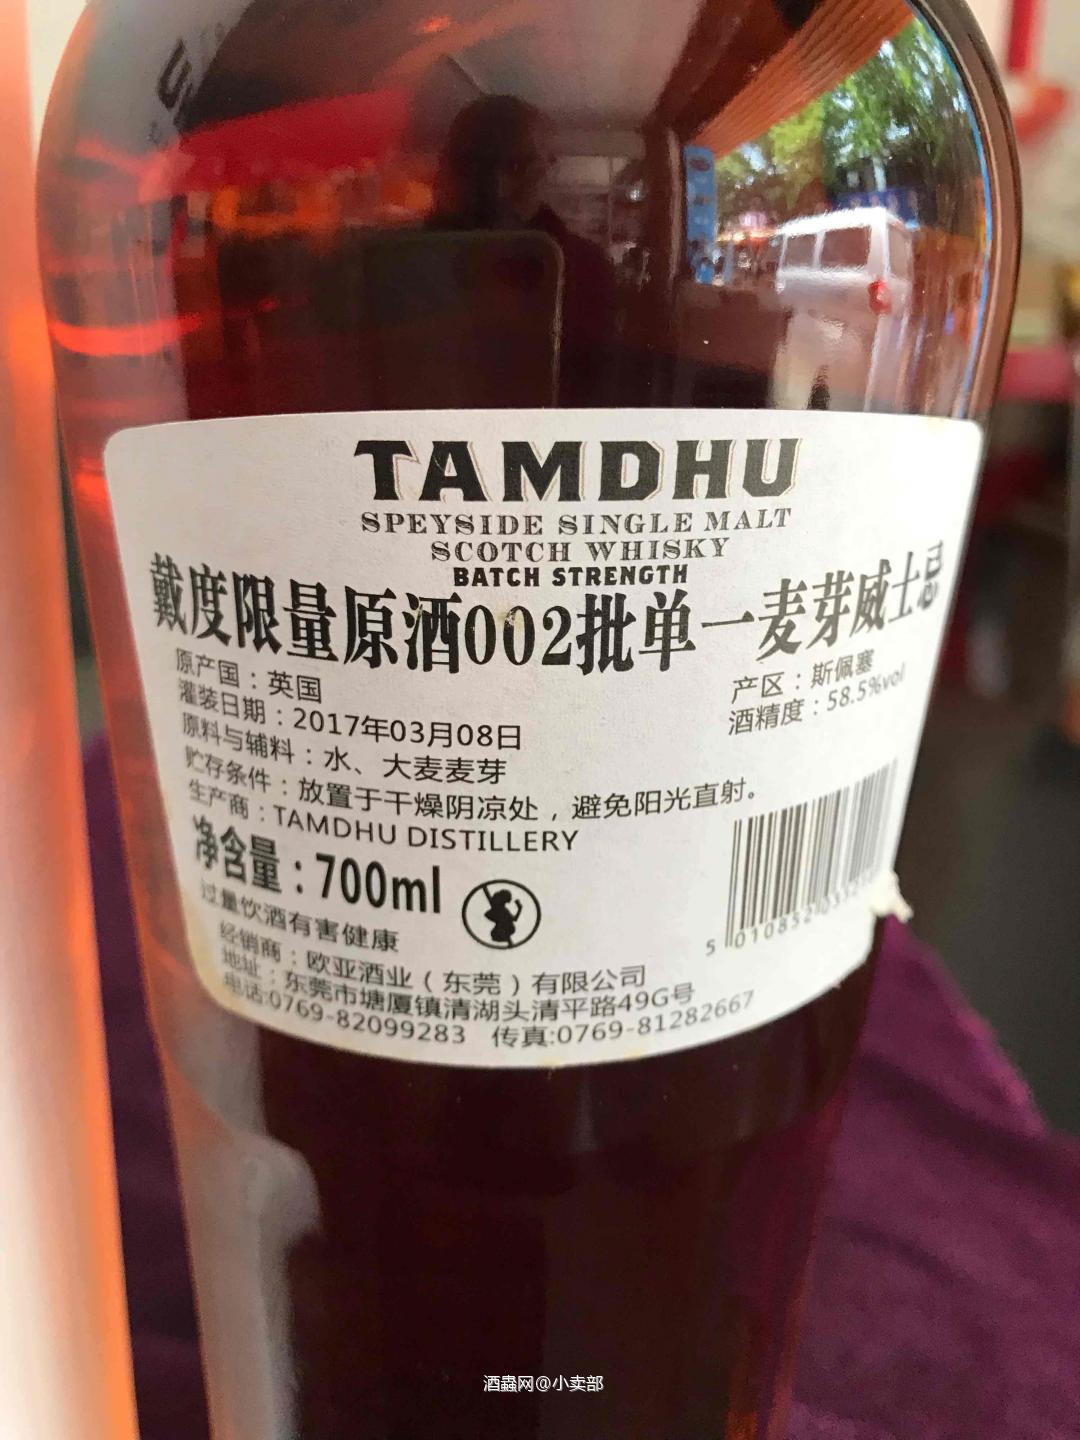 TAMDHU
SPEYSIDE SINGLE MALT
SCOTCH WHISKY
BATCH STRENGTH
戴度限量原酒002批单一麦芽威士忌
原产国：英国
产区：斯佩塞
灌装日期：2017年03月08日
酒精度：58.5%vol
原料与辅料：水、大麦麦芽
贮存条件：放置于干燥阴凉处，避免阳光直射。
生产商：TAMDHU DISTILLERY
净含量：700ml
过量饮酒有害健康
经销商：欧亚酒业（东莞）有限公司
地址：东莞市塘厦镇清湖头清平路49G号
电话:0769-82099283 传真:0769-81282667
酒蟲网@小卖部